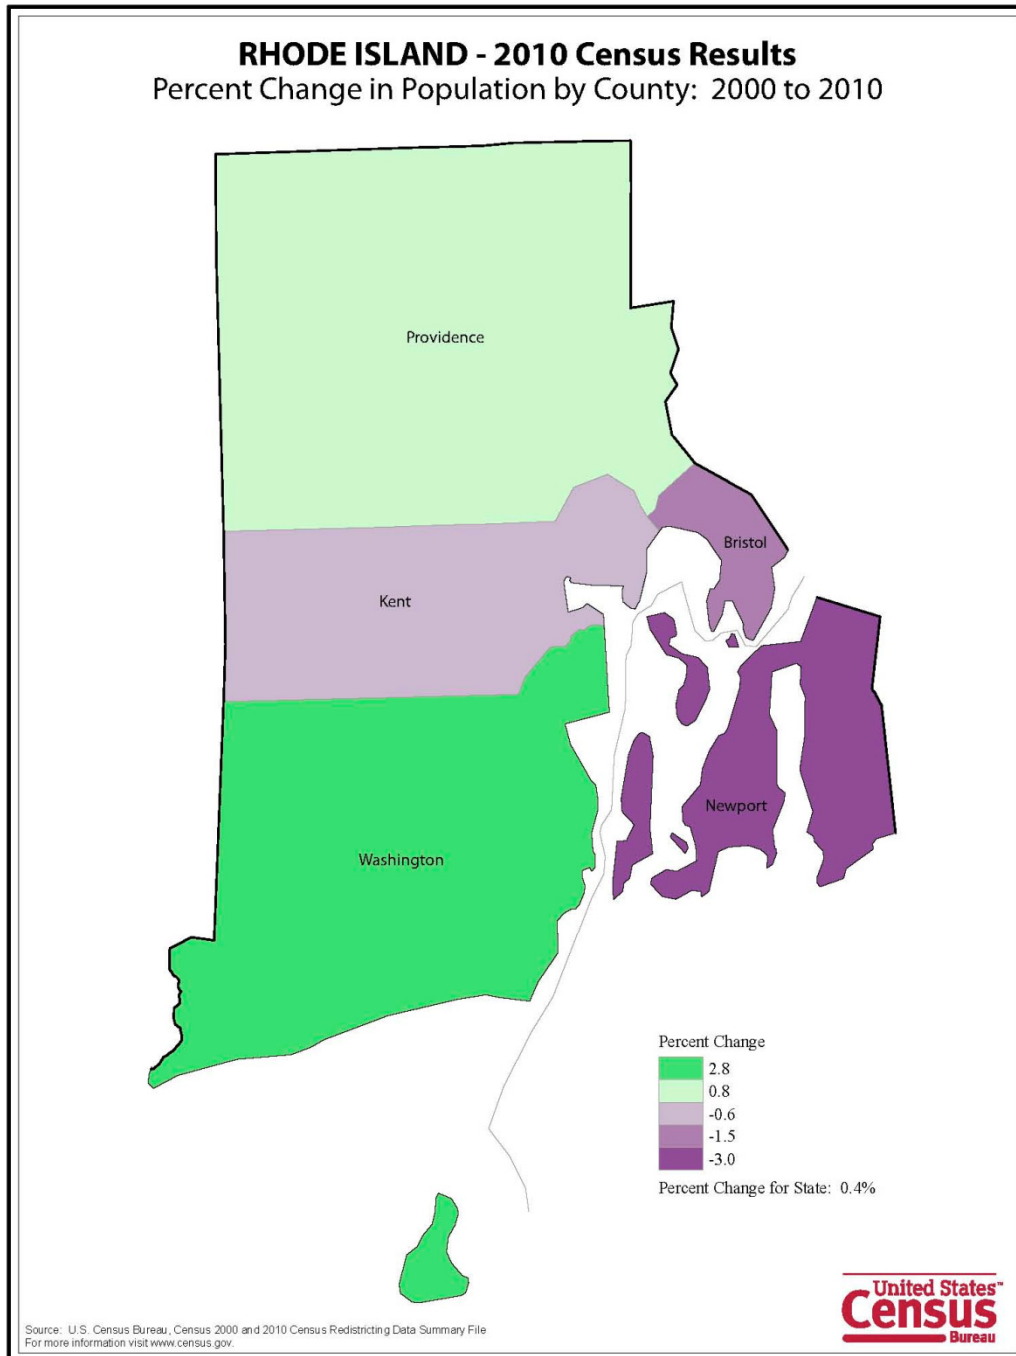 RHODE ISLAND - 2010 Census Results
Percent Change in Population by County: 2000 to 2010
Providence
Bristol
Kent
Newport
Washington
Percent Change
2.8
0.8
-0.6
-1.5
-3.0
Percent Change for State: 0.4%
United States™
Census
Bureau
Source: U.S. Census Bureau, Census 2000 and 2010 Census Redistricting Data Summary File
For more information visit www.census.gov.